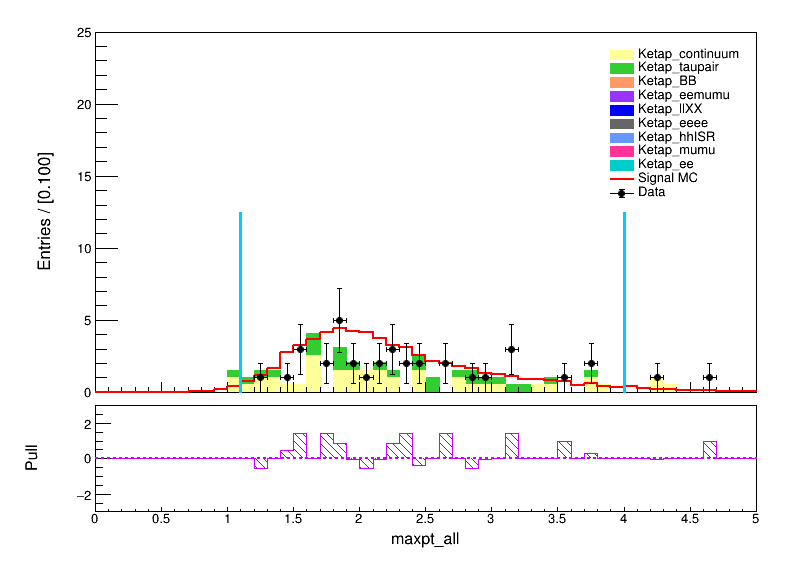 Entries / [0.100]
25
20
15
10
5
0
Ketap_continuum
Ketap_taupair
Ketap_BB
Ketap_eemumu
Ketap_llXX
Ketap_eeee
Ketap_hhISR
Ketap_mumu
Ketap_ee
Signal MC
Data
Pull
2
0
−2
0 0.5 1 1.5 2 2.5 3 3.5 4 4.5 5
maxpt_all